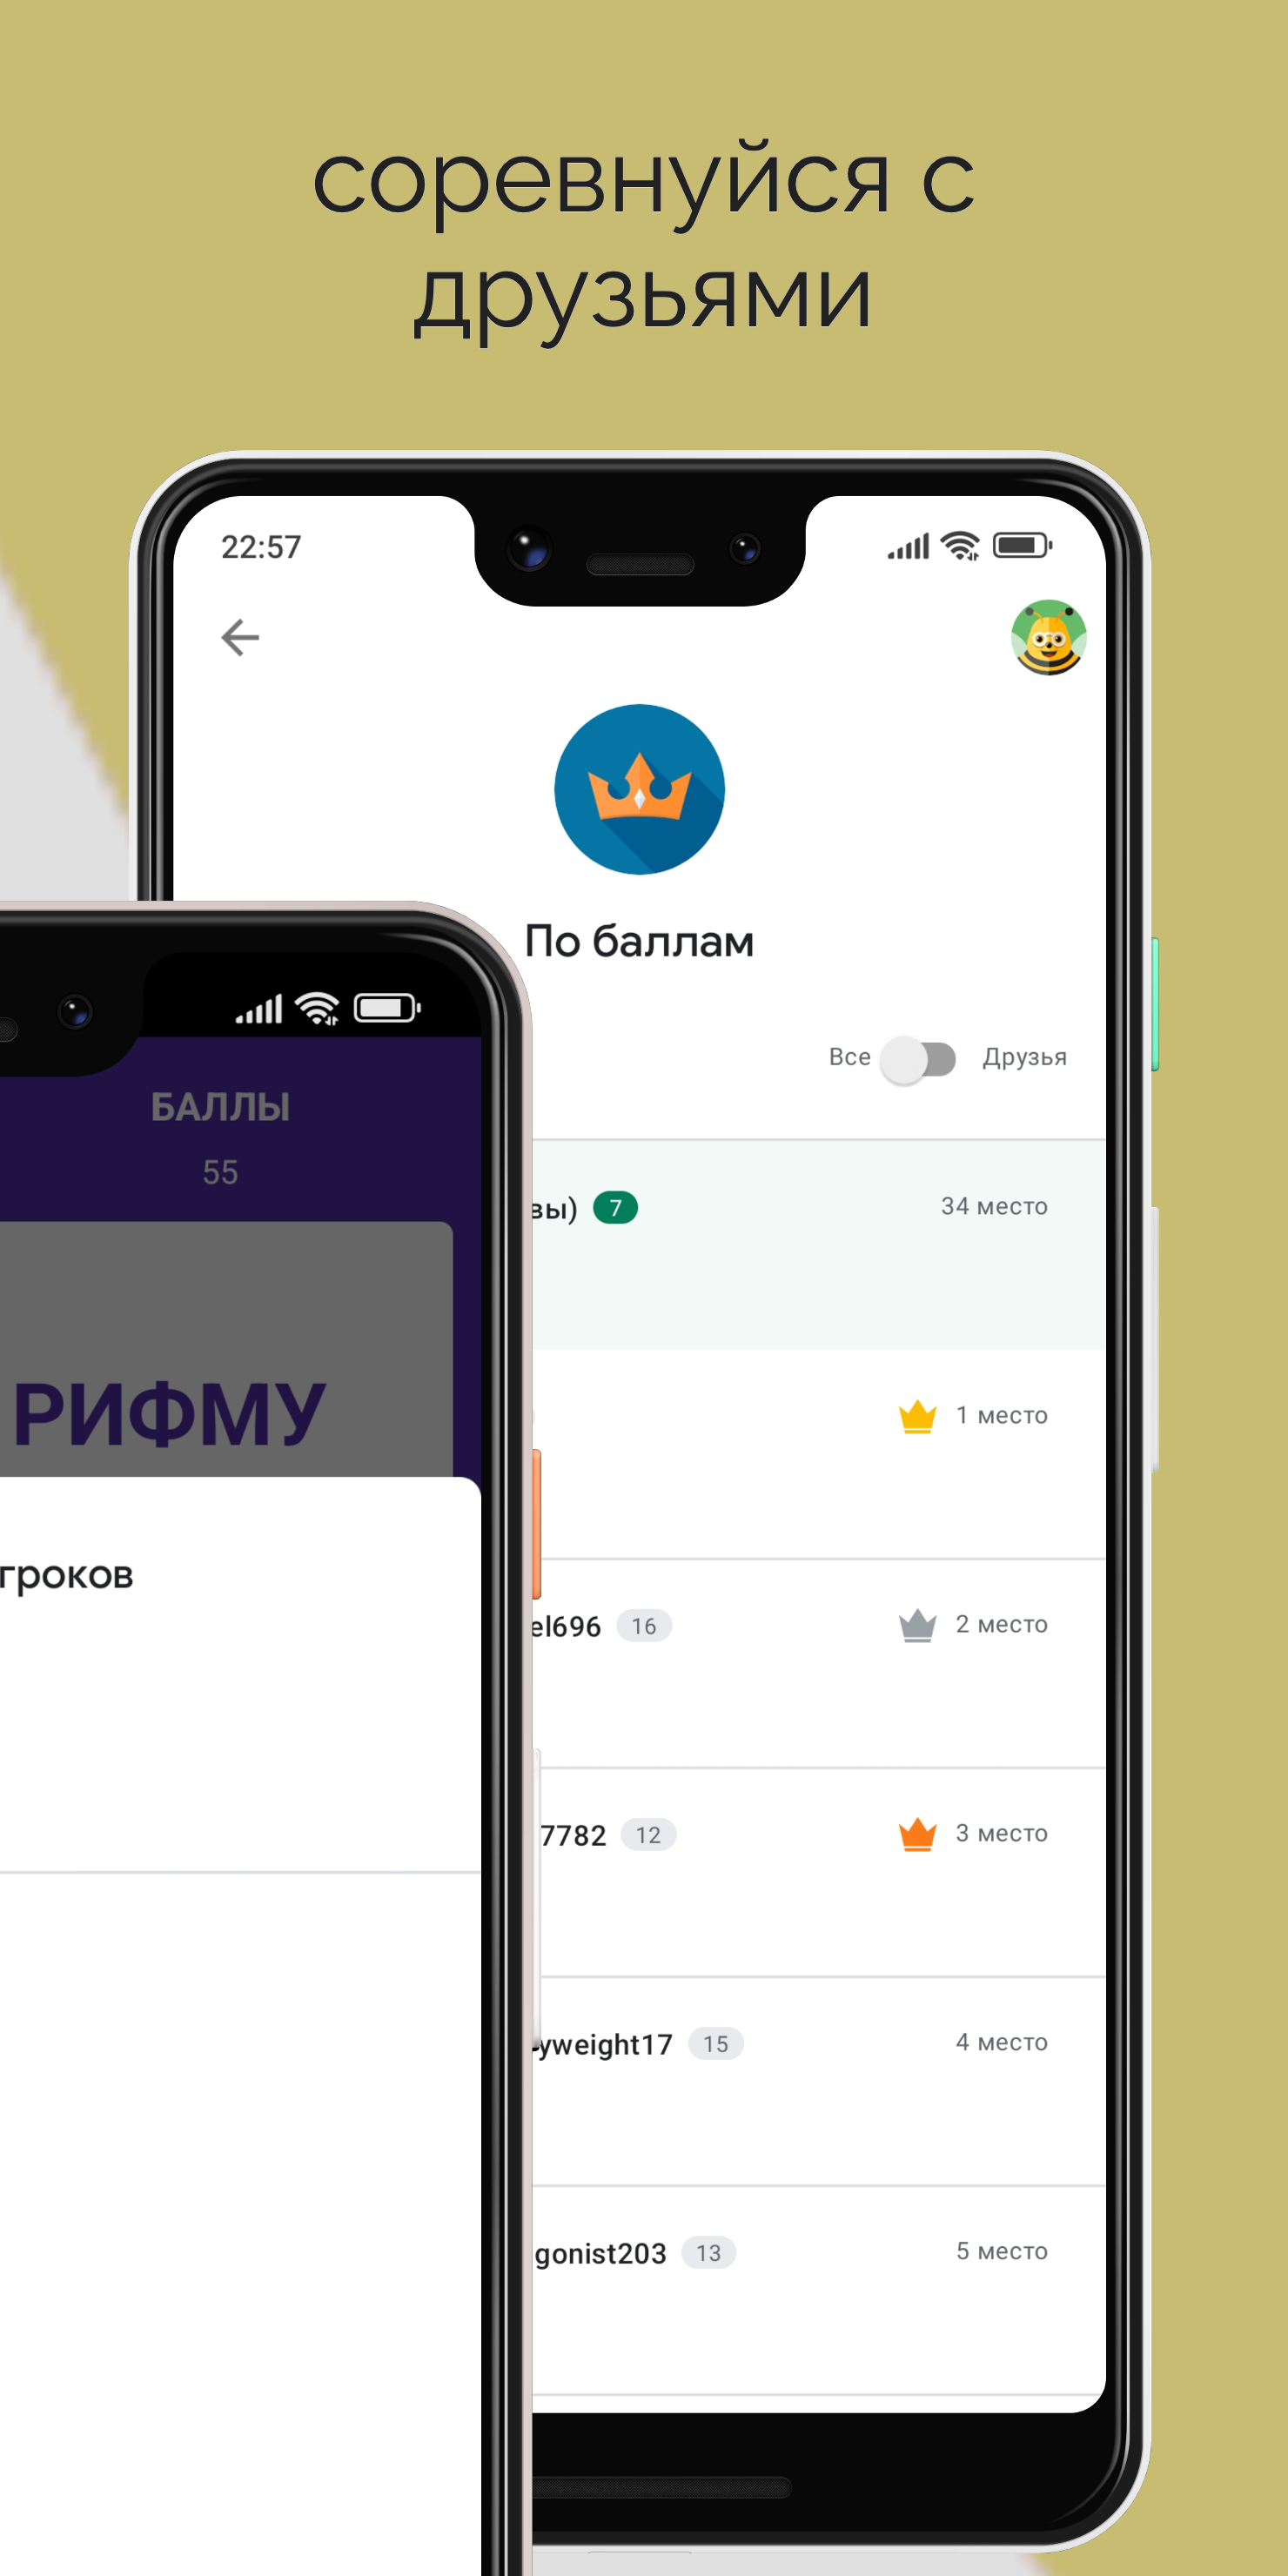 соревнуйся с
друзьями
22:57
По баллам
Все Друзья
вы) 7 34 место
1 место
el696 16 2 место
7782 12 3 место
yweight17 15 4 место
gonist203 13 5 место
БАЛЛЫ
55
РИФМУ
гроков